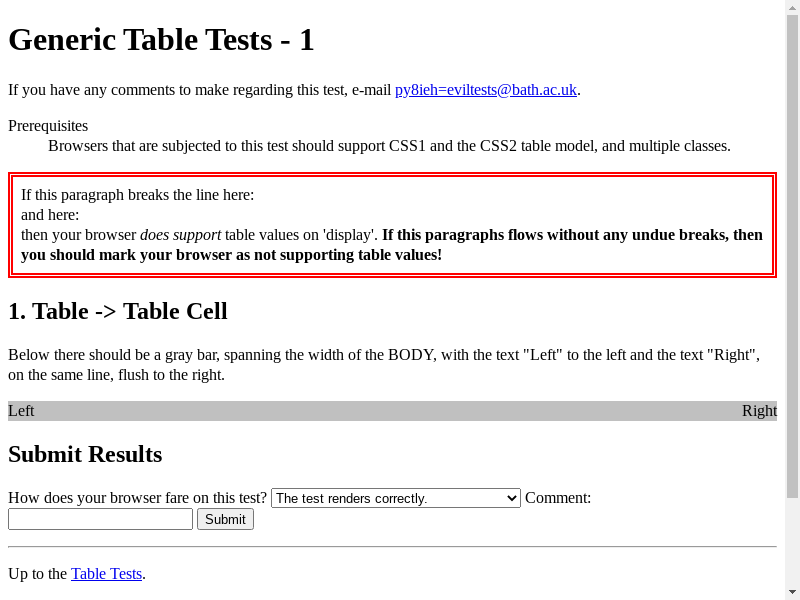 Generic Table Tests - 1
If you have any comments to make regarding this test, e-mail py8ieh=eviltests@bath.ac.uk.
Prerequisites
Browsers that are subjected to this test should support CSS1 and the CSS2 table model, and multiple classes.
If this paragraph breaks the line here:
and here:
then your browser does support table values on 'display'. If this paragraphs flows without any undue breaks, then
you should mark your browser as not supporting table values!
1. Table -> Table Cell
Below there should be a gray bar, spanning the width of the BODY, with the text "Left" to the left and the text "Right",
on the same line, flush to the right.
Left Right
Submit Results
How does your browser fare on this test? The test renders correctly. Comment:
Submit
Up to the Table Tests.